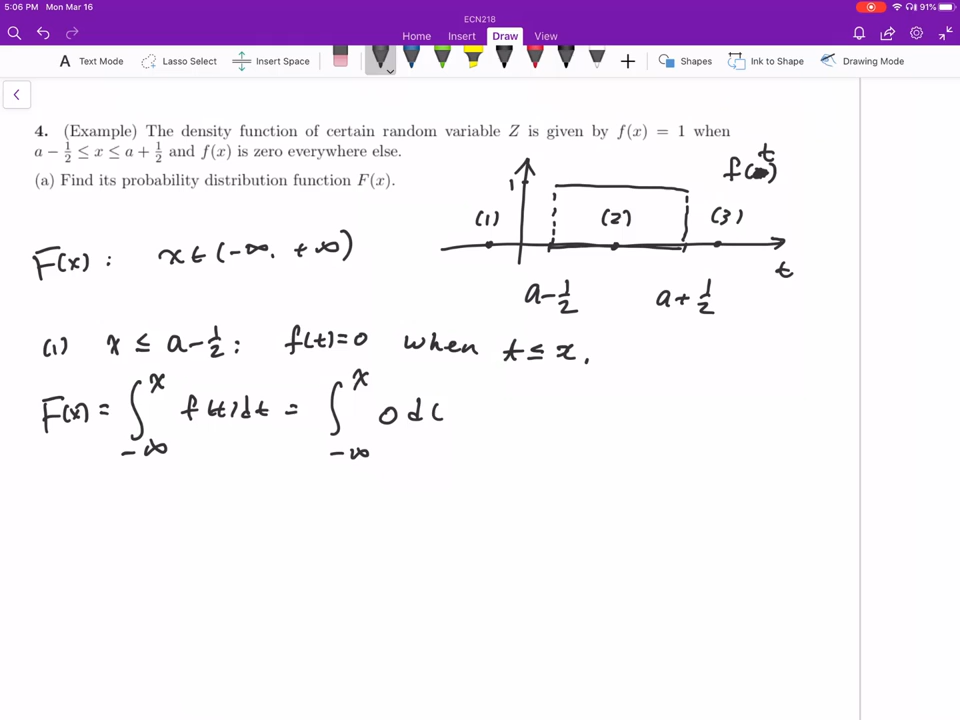 5:06 PM Mon Mar 16
91%
ECN218
Home Insert Draw View
A Text Mode Lasso Select Insert Space + Shapes Ink to Shape Drawing Mode
4. (Example) The density function of certain random variable Z is given by f(x) = 1 when
a − 1/2 ≤ x ≤ a + 1/2 and f(x) is zero everywhere else.
(a) Find its probability distribution function F(x).
f(t)
1
(1) (2) (3)
t
a-1/2 a+1/2
F(x) : x ∈ (-∞, +∞)
(1) x ≤ a-1/2 : f(t)=0 when t ≤ x.
F(x) = ∫_{-∞}^{x} f(t)dt = ∫_{-∞}^{x} 0 d